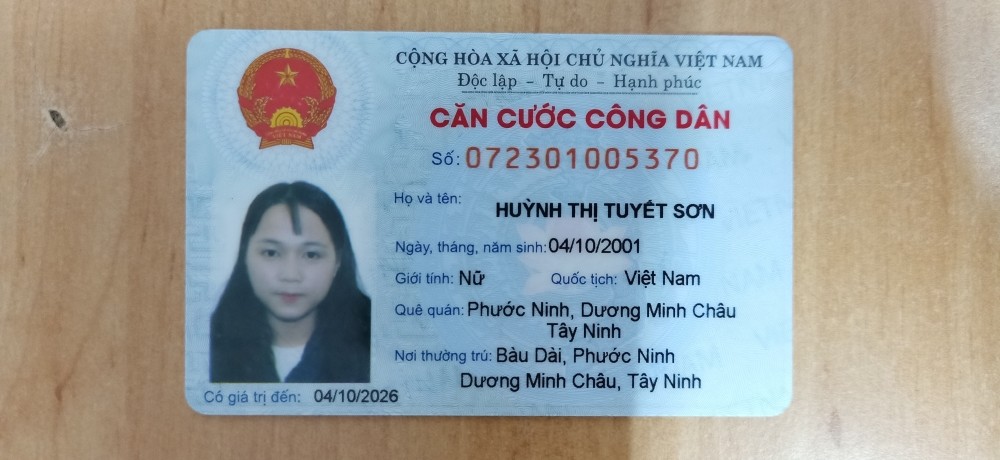 CỘNG HÒA XÃ HỘI CHỦ NGHĨA VIỆT NAM
Độc lập - Tự do - Hạnh phúc
CĂN CƯỚC CÔNG DÂN
Số: 072301005370
Họ và tên: HUỲNH THỊ TUYẾT SƠN
Ngày, tháng, năm sinh: 04/10/2001
Giới tính: Nữ Quốc tịch: Việt Nam
Quê quán: Phước Ninh, Dương Minh Châu
Tây Ninh
Nơi thường trú: Bàu Dài, Phước Ninh
Dương Minh Châu, Tây Ninh
Có giá trị đến: 04/10/2026